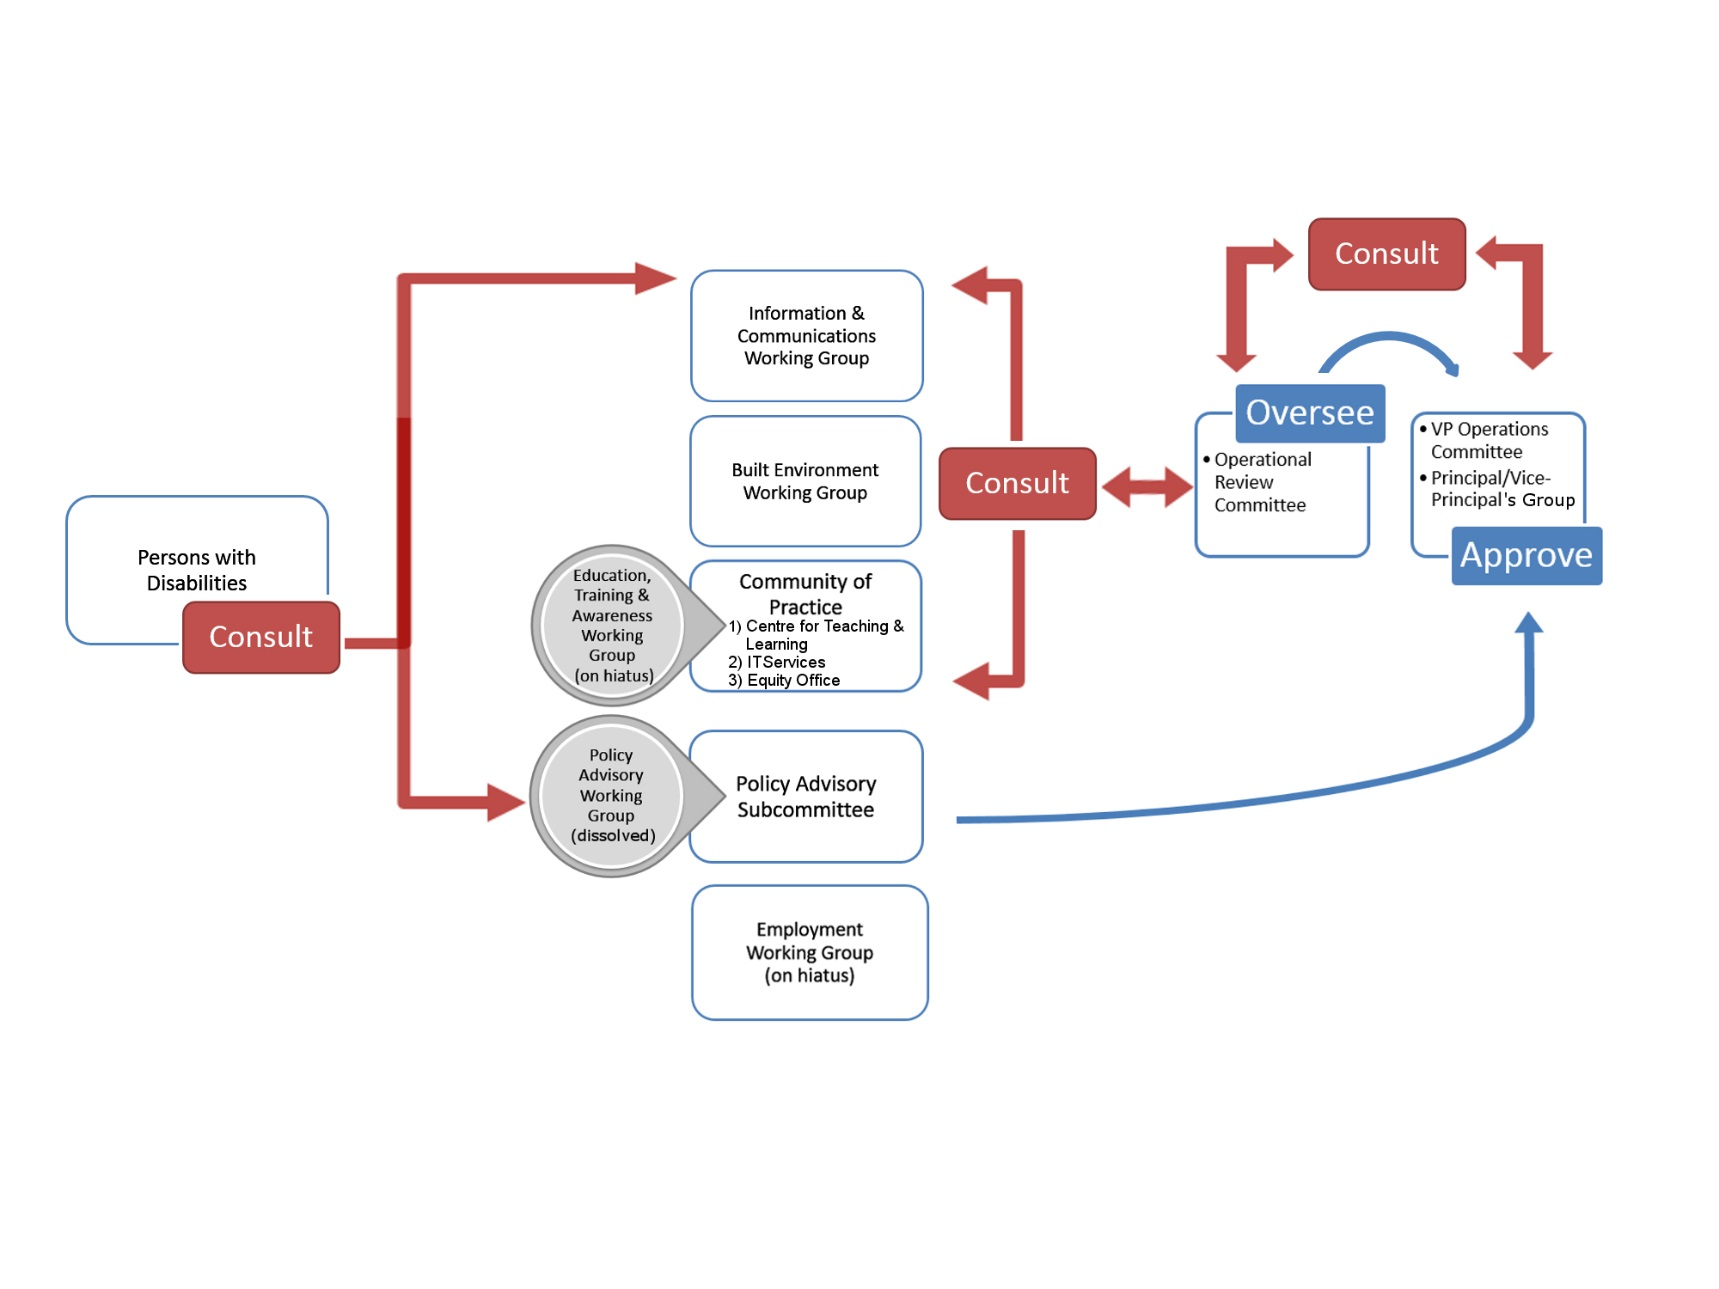 Persons with
Disabilities
Consult
Information &
Communications
Working Group
Built Environment
Working Group
Education,
Training &
Awareness
Working
Group
(on hiatus)
Community of
Practice
1) Centre for Teaching &
Learning
2) ITServices
3) Equity Office
Policy
Advisory
Working
Group
(dissolved)
Policy Advisory
Subcommittee
Employment
Working Group
(on hiatus)
Consult
Consult
Oversee
• Operational
Review
Committee
• VP Operations
Committee
• Principal/Vice-
Principal's Group
Approve